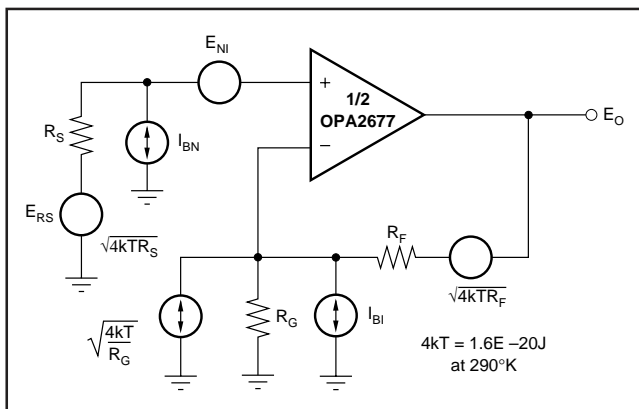 E_NI
+
1/2
OPA2677
−
E_O
R_S
I_BN
E_RS
√4kTR_S
R_F
√4kTR_F
√4kT/R_G
R_G
I_BI
4kT = 1.6E –20J
at 290°K